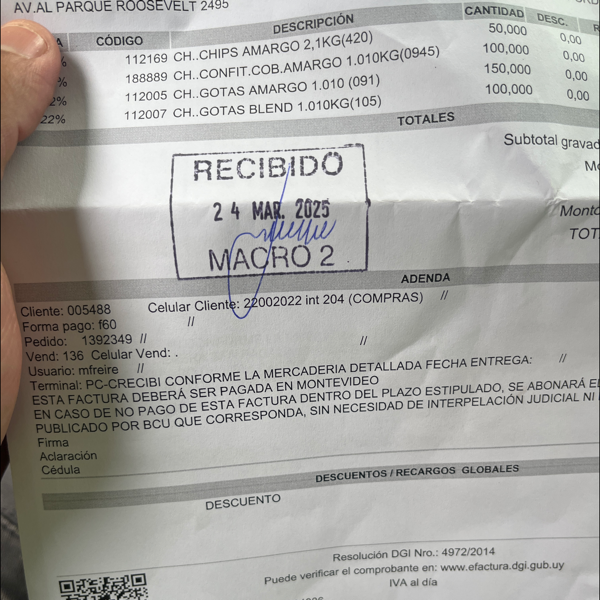 AV.AL PARQUE ROOSEVELT 2495
CÓDIGO DESCRIPCIÓN CANTIDAD DESC.
112169 CH..CHIPS AMARGO 2,1KG(420) 50,000 0,00
188889 CH..CONFIT.COB.AMARGO 1.010KG(0945) 100,000 0,00
2% 112005 CH..GOTAS AMARGO 1.010 (091) 150,000 0,00
22% 112007 CH..GOTAS BLEND 1.010KG(105) 100,000 0,00
TOTALES
Subtotal gravad
Mo
Monto
TOT
RECIBIDO
24 MAR. 2025
MACRO 2
ADENDA
Cliente: 005488 Celular Cliente: 22002022 int 204 (COMPRAS) //
Forma pago: f60 //
Pedido: 1392349 // //
Vend: 136 Celular Vend: .
Usuario: mfreire //
Terminal: PC-CRECIBI CONFORME LA MERCADERIA DETALLADA FECHA ENTREGA: //
ESTA FACTURA DEBERÁ SER PAGADA EN MONTEVIDEO
EN CASO DE NO PAGO DE ESTA FACTURA DENTRO DEL PLAZO ESTIPULADO, SE ABONARÁ EL
PUBLICADO POR BCU QUE CORRESPONDA, SIN NECESIDAD DE INTERPELACIÓN JUDICIAL NI
Firma
Aclaración
Cédula
DESCUENTOS / RECARGOS GLOBALES
DESCUENTO
Resolución DGI Nro.: 4972/2014
Puede verificar el comprobante en: www.efactura.dgi.gub.uy
IVA al día